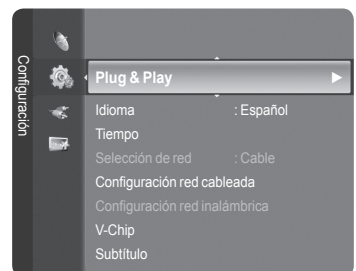 Configuración
Plug & Play
Idioma : Español
Tiempo
Selección de red : Cable
Configuración red cableada
Configuración red inalámbrica
V-Chip
Subtítulo